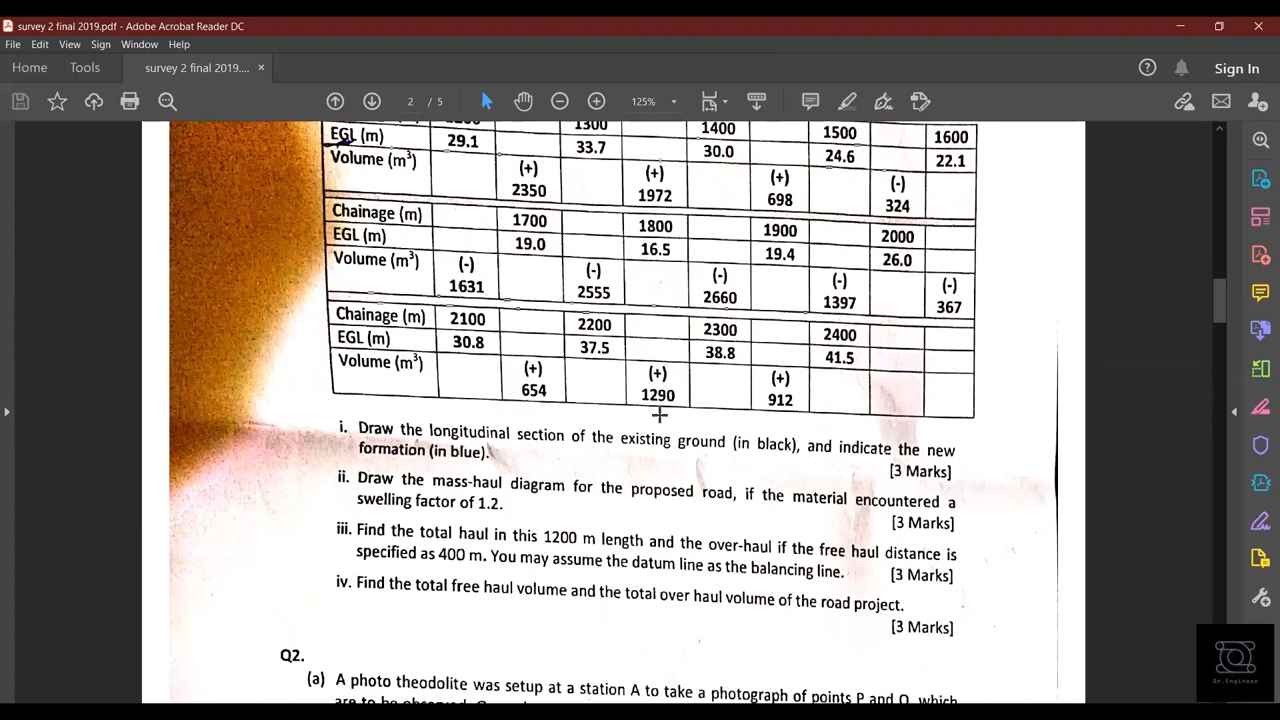 survey 2 final 2019.pdf - Adobe Acrobat Reader DC
File Edit View Sign Window Help
Home Tools survey 2 final 2019.... × Sign In
2 / 5 125%
1300 1400 1500 1600
EGL (m) 29.1 33.7 30.0 24.6 22.1
Volume (m³) (+) (+) (+) (-)
2350 1972 698 324
Chainage (m) 1700 1800 1900 2000
EGL (m) 19.0 16.5 19.4 26.0
Volume (m³) (-) (-) (-) (-) (-)
1631 2555 2660 1397 367
Chainage (m) 2100 2200 2300 2400
EGL (m) 30.8 37.5 38.8 41.5
Volume (m³) (+) (+) (+)
654 1290 912
i. Draw the longitudinal section of the existing ground (in black), and indicate the new
formation (in blue). [3 Marks]
ii. Draw the mass-haul diagram for the proposed road, if the material encountered a
swelling factor of 1.2. [3 Marks]
iii. Find the total haul in this 1200 m length and the over-haul if the free haul distance is
specified as 400 m. You may assume the datum line as the balancing line. [3 Marks]
iv. Find the total free haul volume and the total over haul volume of the road project.
[3 Marks]
Q2.
(a) A photo theodolite was setup at a station A to take a photograph of points P and Q, which
Dr.Engineer